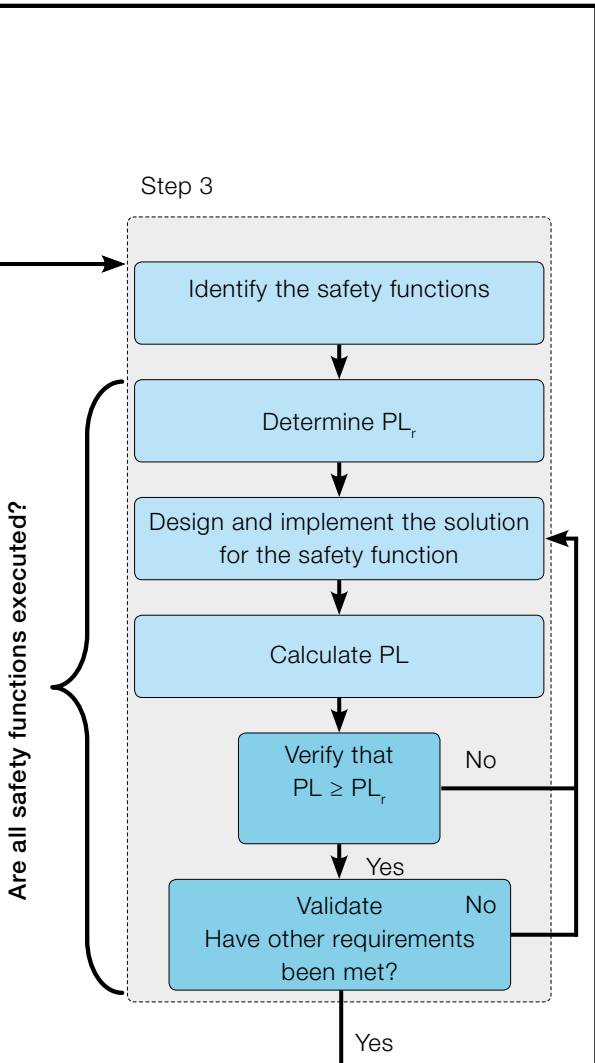 Step 3
Identify the safety functions
Determine PLr
Design and implement the solution
for the safety function
Calculate PL
Verify that
PL ≥ PLr
No
Yes
Validate
No
Have other requirements
been met?
Yes
Are all safety functions executed?